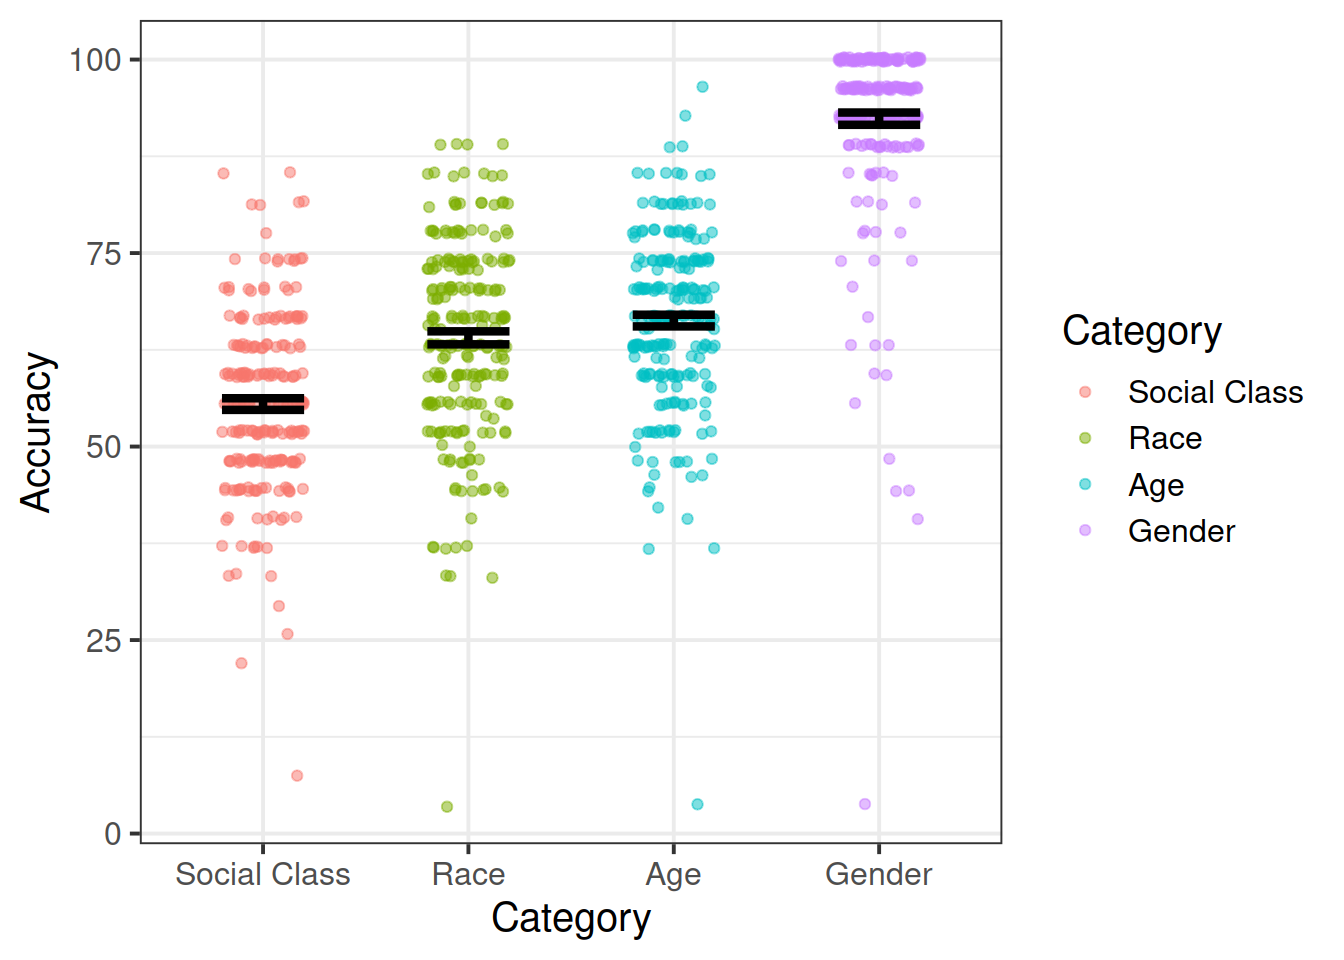 Accuracy
100
75
50
25
0
Social Class Race Age Gender
Category
Category
Social Class
Race
Age
Gender